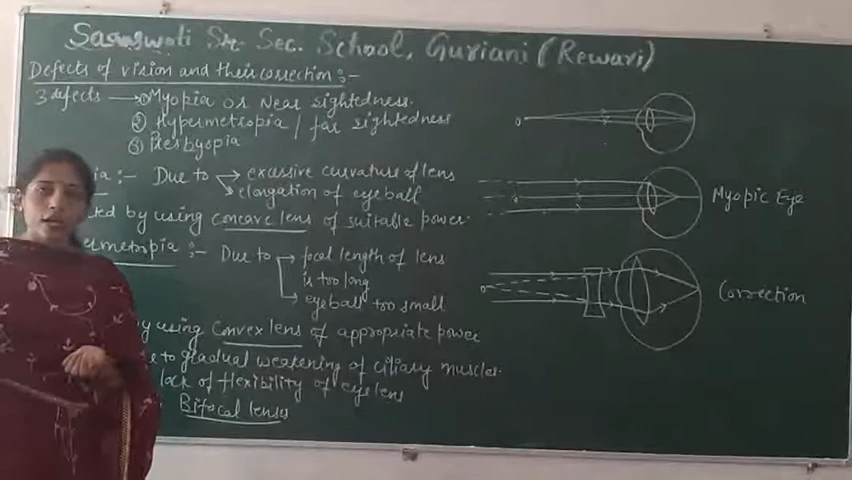 Saraswati Sr. Sec. School, Guriani (Rewari)
Defects of vision and their correction :-
3 defects → ① Myopia or Near sightedness.
② Hypermetropia / far sightedness
③ Presbyopia
ia :- Due to → excessive curvature of lens
→ elongation of eyeball
ted by using concave lens of suitable power.
ermetropia :- Due to → focal length of lens
is too long
→ eyeball too small
by using convex lens of appropriate power
e to gradual weakening of ciliary muscles.
lack of flexibility of eye lens
Bifocal lenses
O
O
Myopic Eye
O
Correction